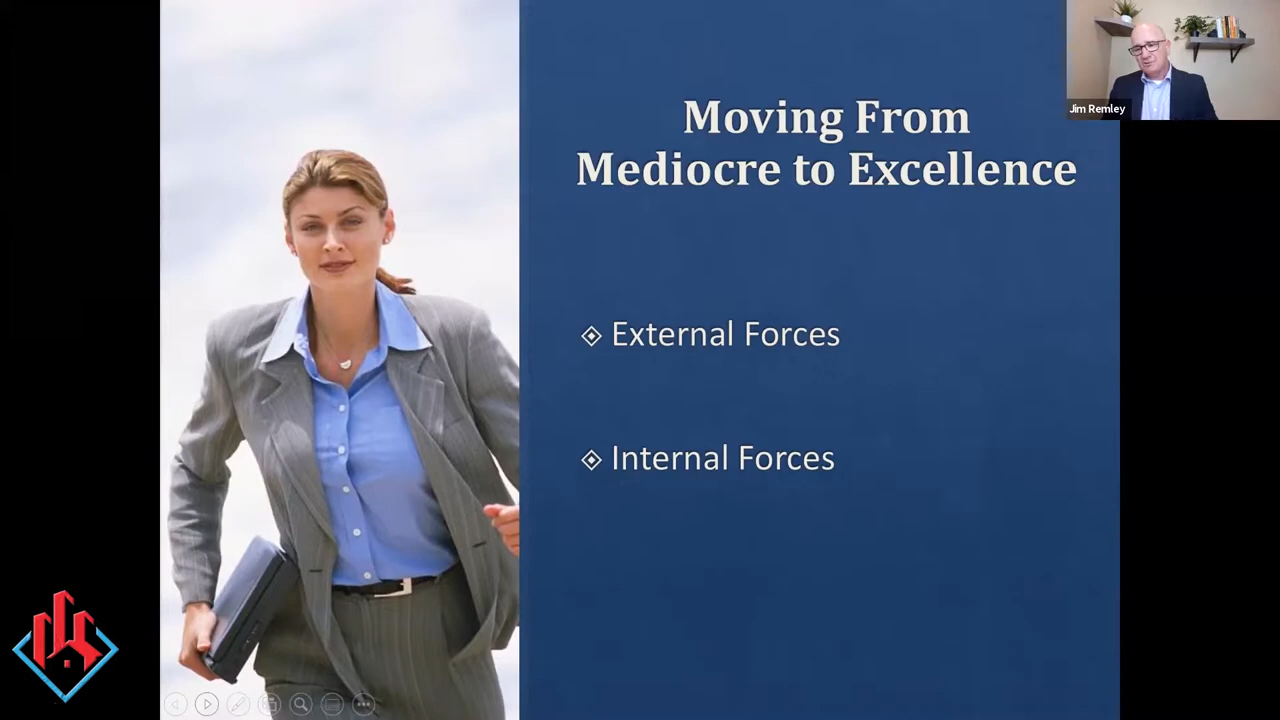 Moving From
Mediocre to Excellence
Jim Remley
External Forces
Internal Forces